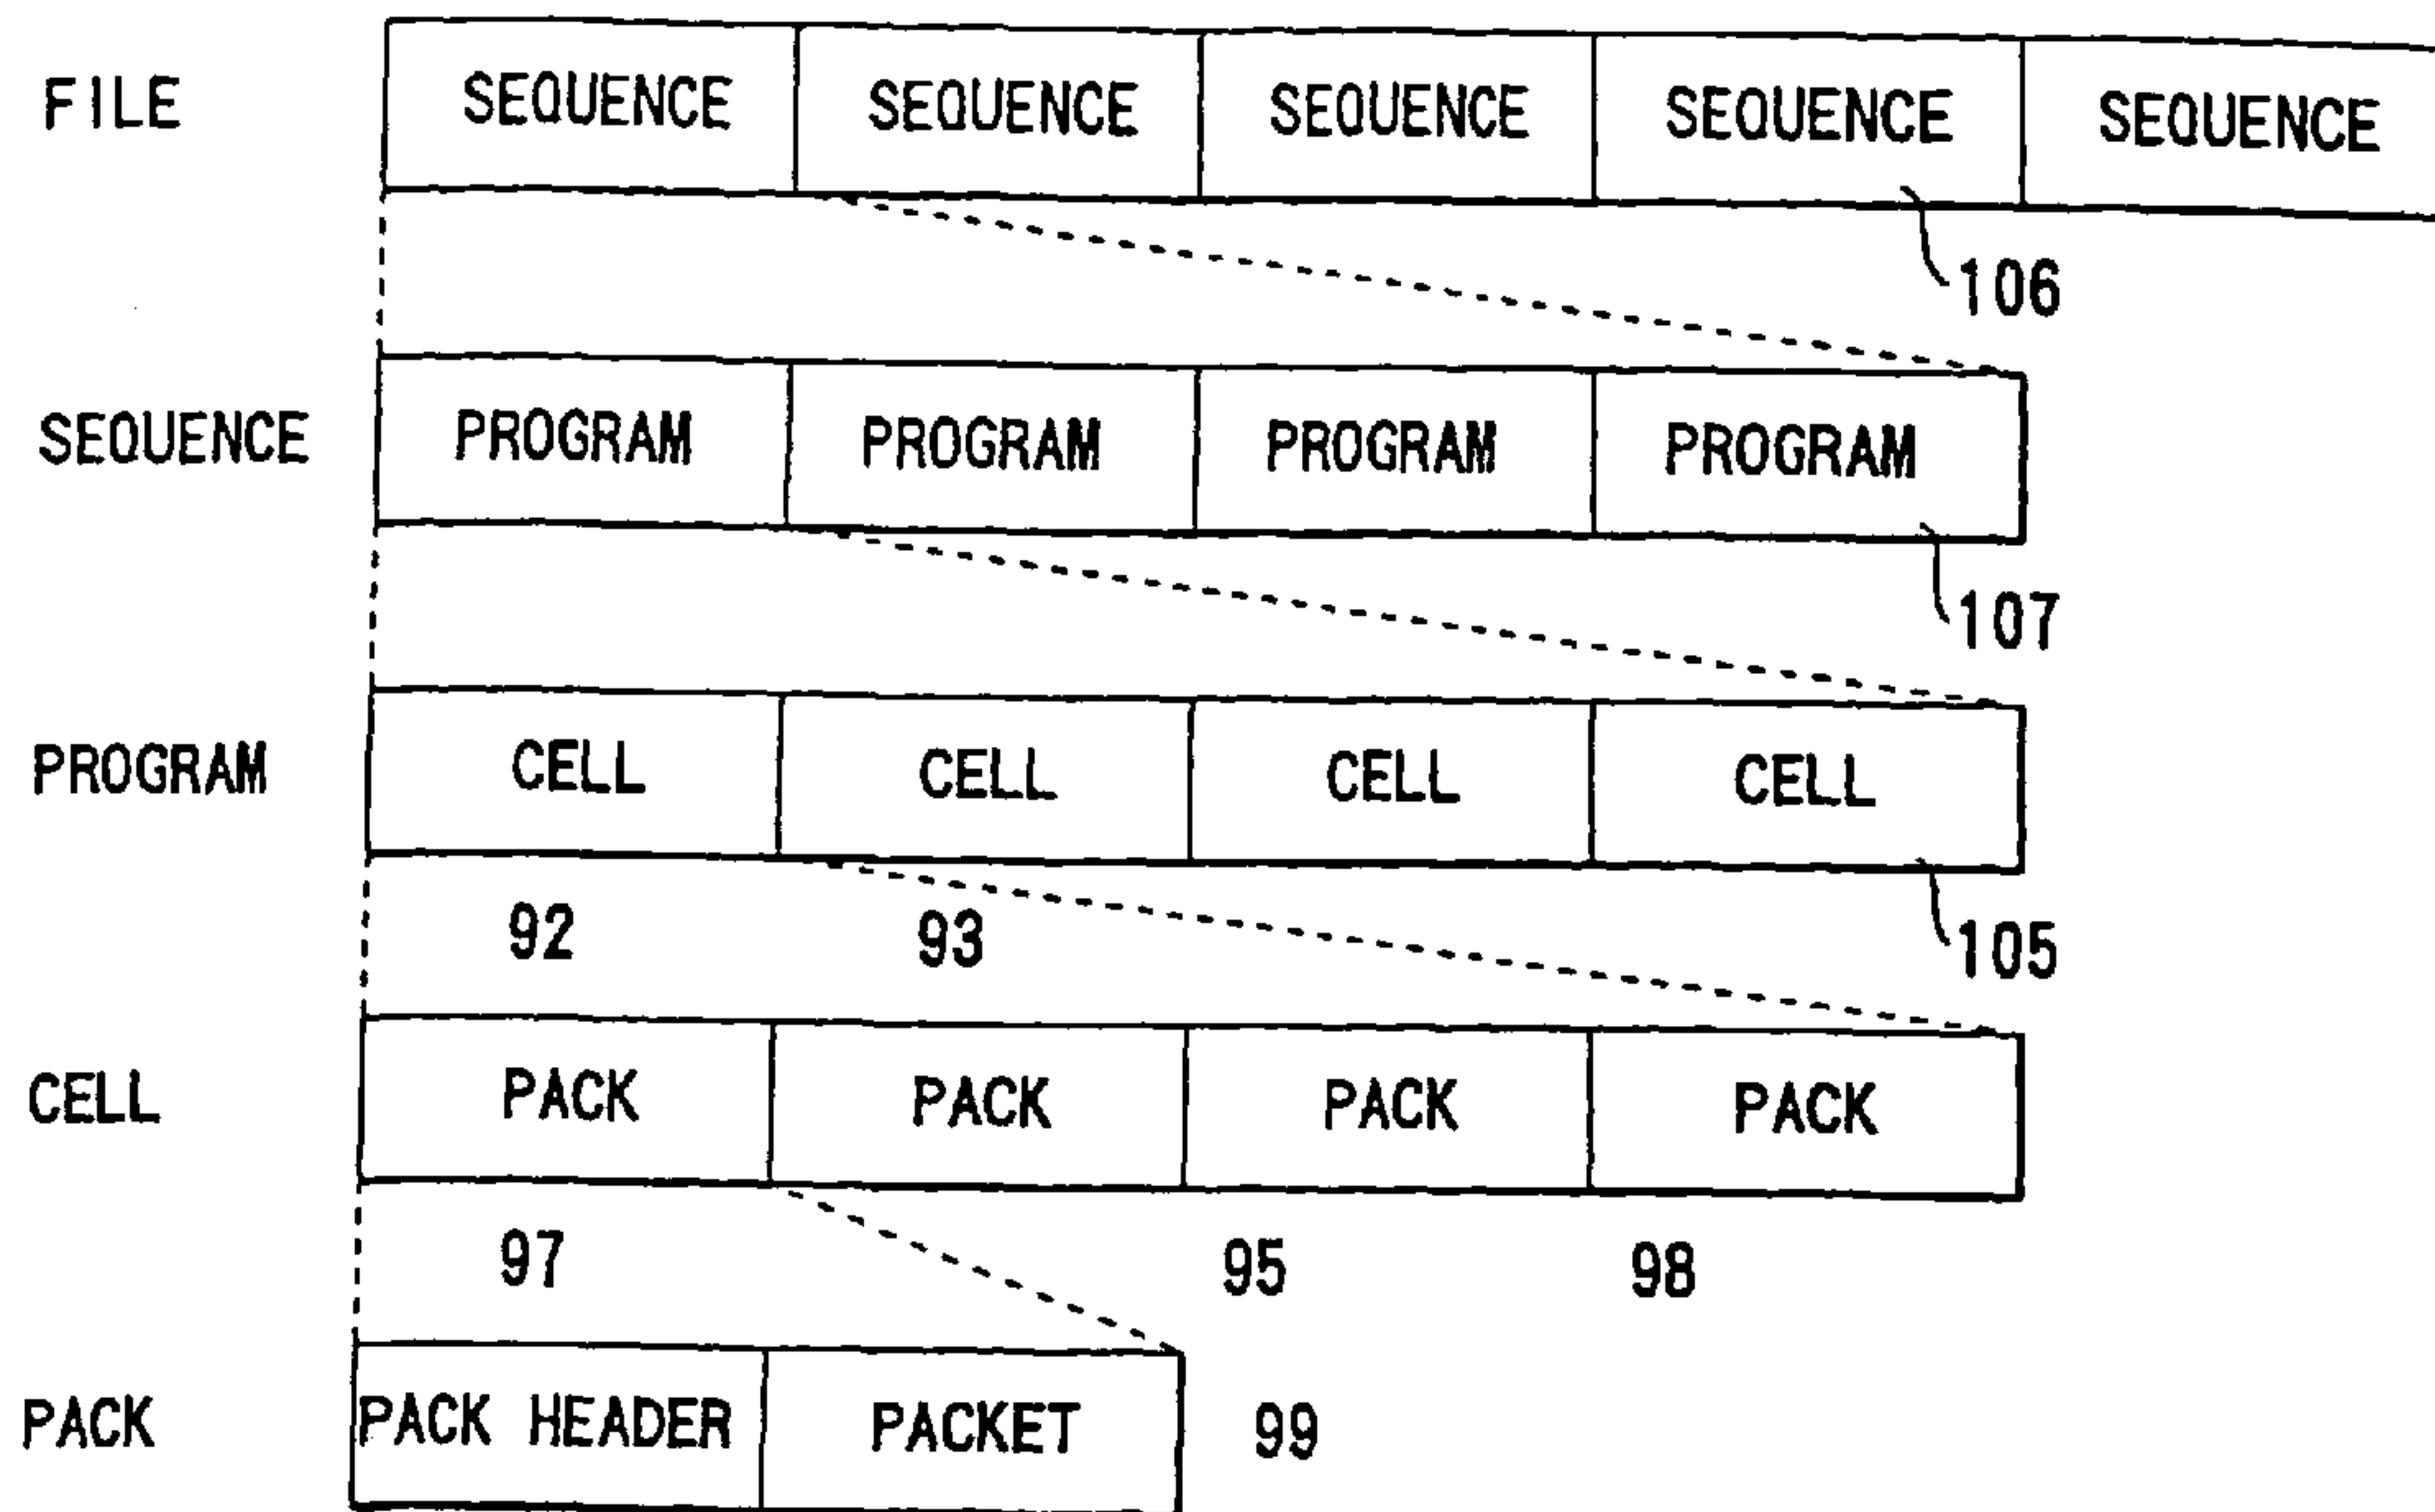 FILE SEQUENCE SEQUENCE SEQUENCE SEQUENCE SEQUENCE
106
SEQUENCE PROGRAM PROGRAM PROGRAM PROGRAM
107
PROGRAM CELL CELL CELL CELL
92 93 105
CELL PACK PACK PACK PACK
97 95 98
PACK PACK HEADER PACKET 99